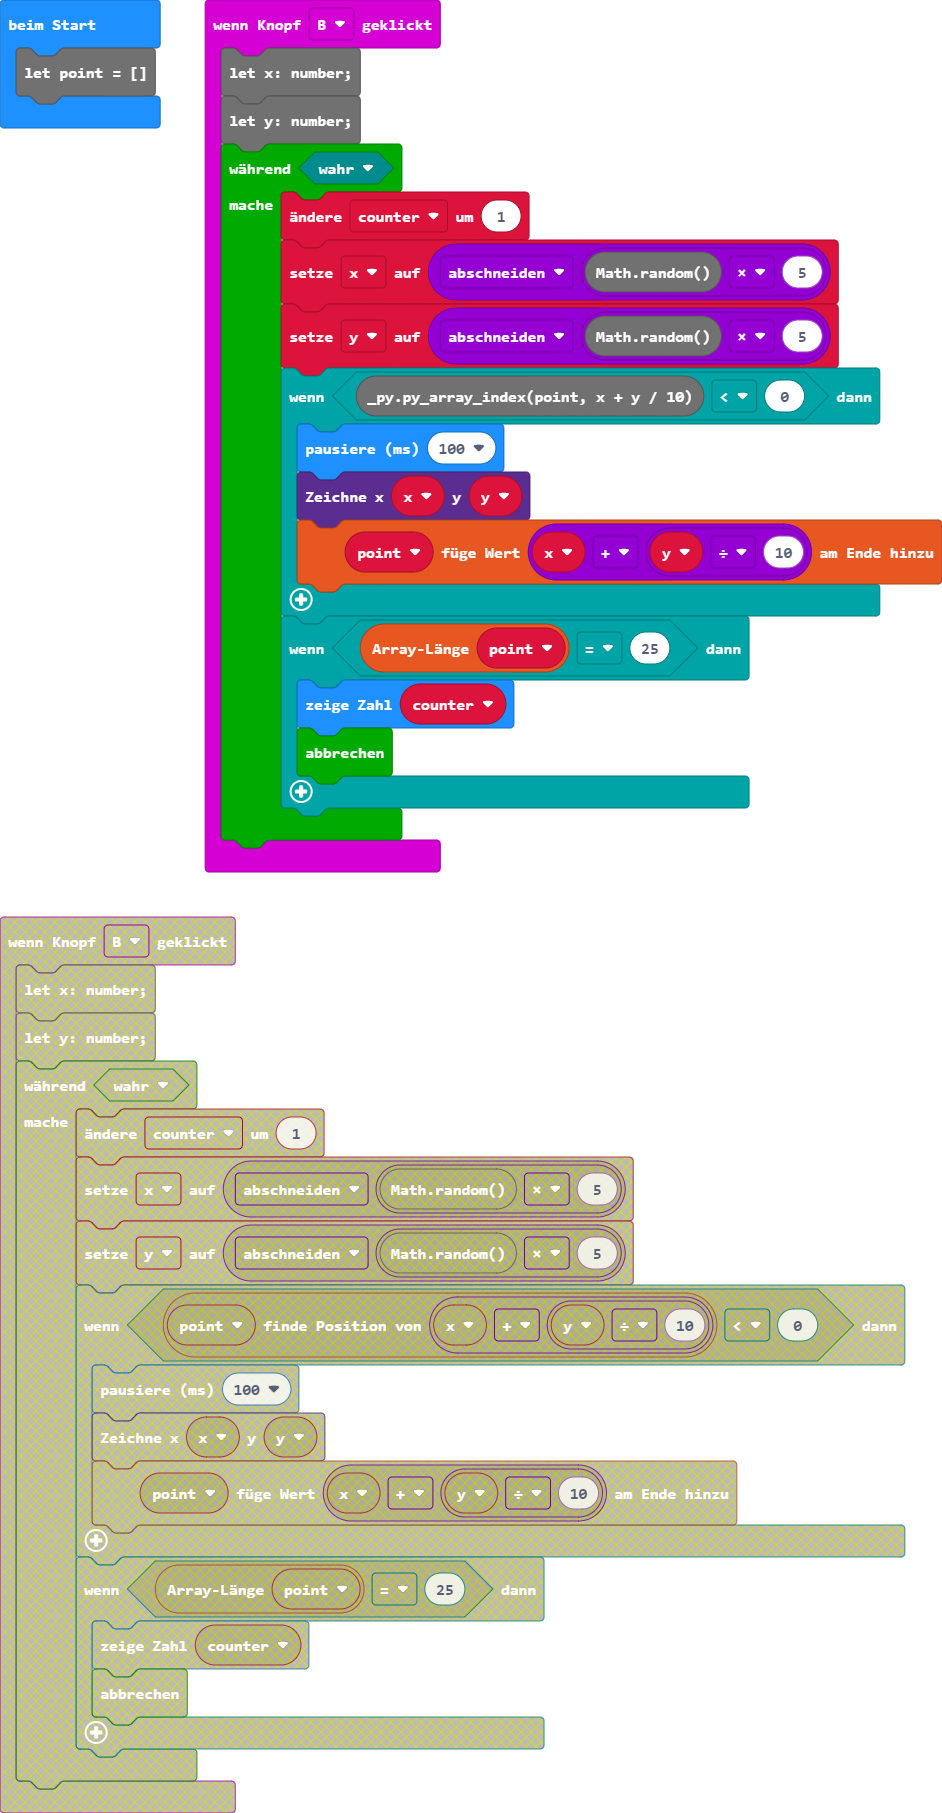 beim Start
let point = []
wenn Knopf B geklickt
let x: number;
let y: number;
während wahr
mache
ändere counter um 1
setze x auf abschneiden Math.random() × 5
setze y auf abschneiden Math.random() × 5
wenn _py.py_array_index(point, x + y / 10) < 0 dann
pausiere (ms) 100
Zeichne x x y y
point füge Wert x + y ÷ 10 am Ende hinzu
wenn Array-Länge point = 25 dann
zeige Zahl counter
abbrechen
wenn Knopf B geklickt
let x: number;
let y: number;
während wahr
mache
ändere counter um 1
setze x auf abschneiden Math.random() × 5
setze y auf abschneiden Math.random() × 5
wenn point finde Position von x + y ÷ 10 < 0 dann
pausiere (ms) 100
Zeichne x x y y
point füge Wert x + y ÷ 10 am Ende hinzu
wenn Array-Länge point = 25 dann
zeige Zahl counter
abbrechen